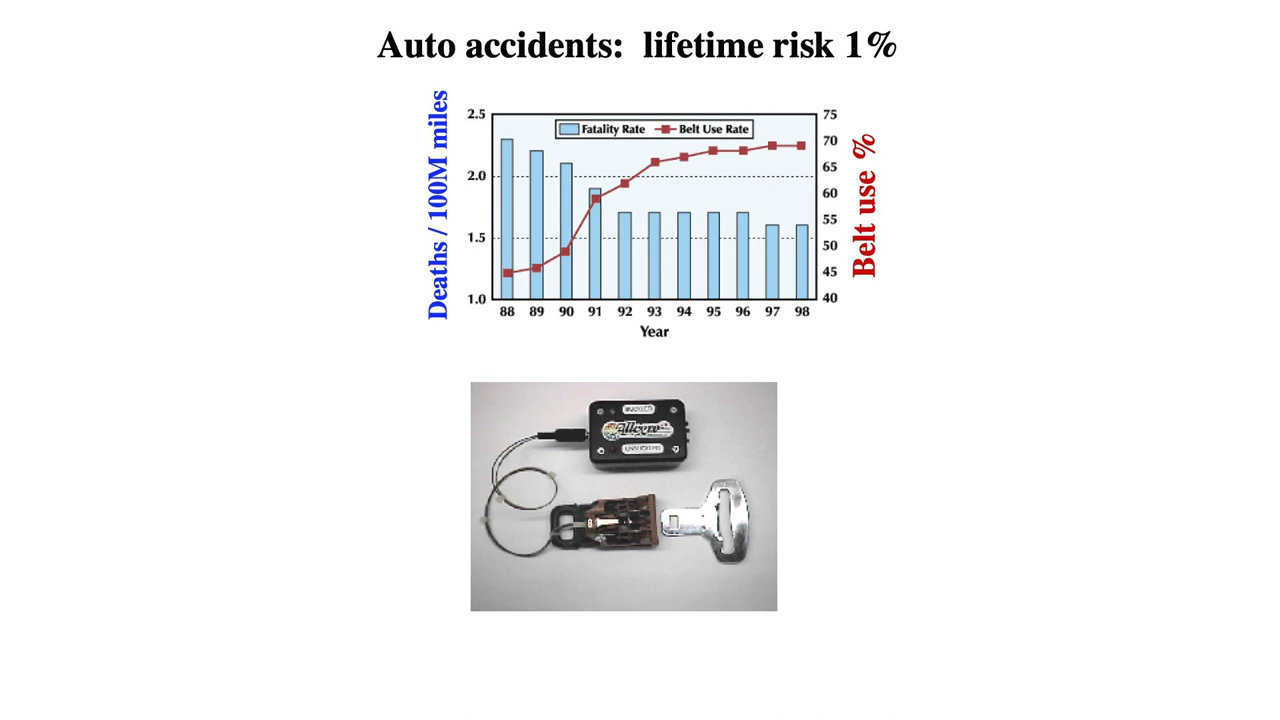 Auto accidents: lifetime risk 1%
Deaths / 100M miles
2.5
2.0
1.5
1.0
Fatality Rate
Belt Use Rate
75
70
65
60
55
50
45
40
Belt use %
88 89 90 91 92 93 94 95 96 97 98
Year
BUCKLED
UNBUCKLED